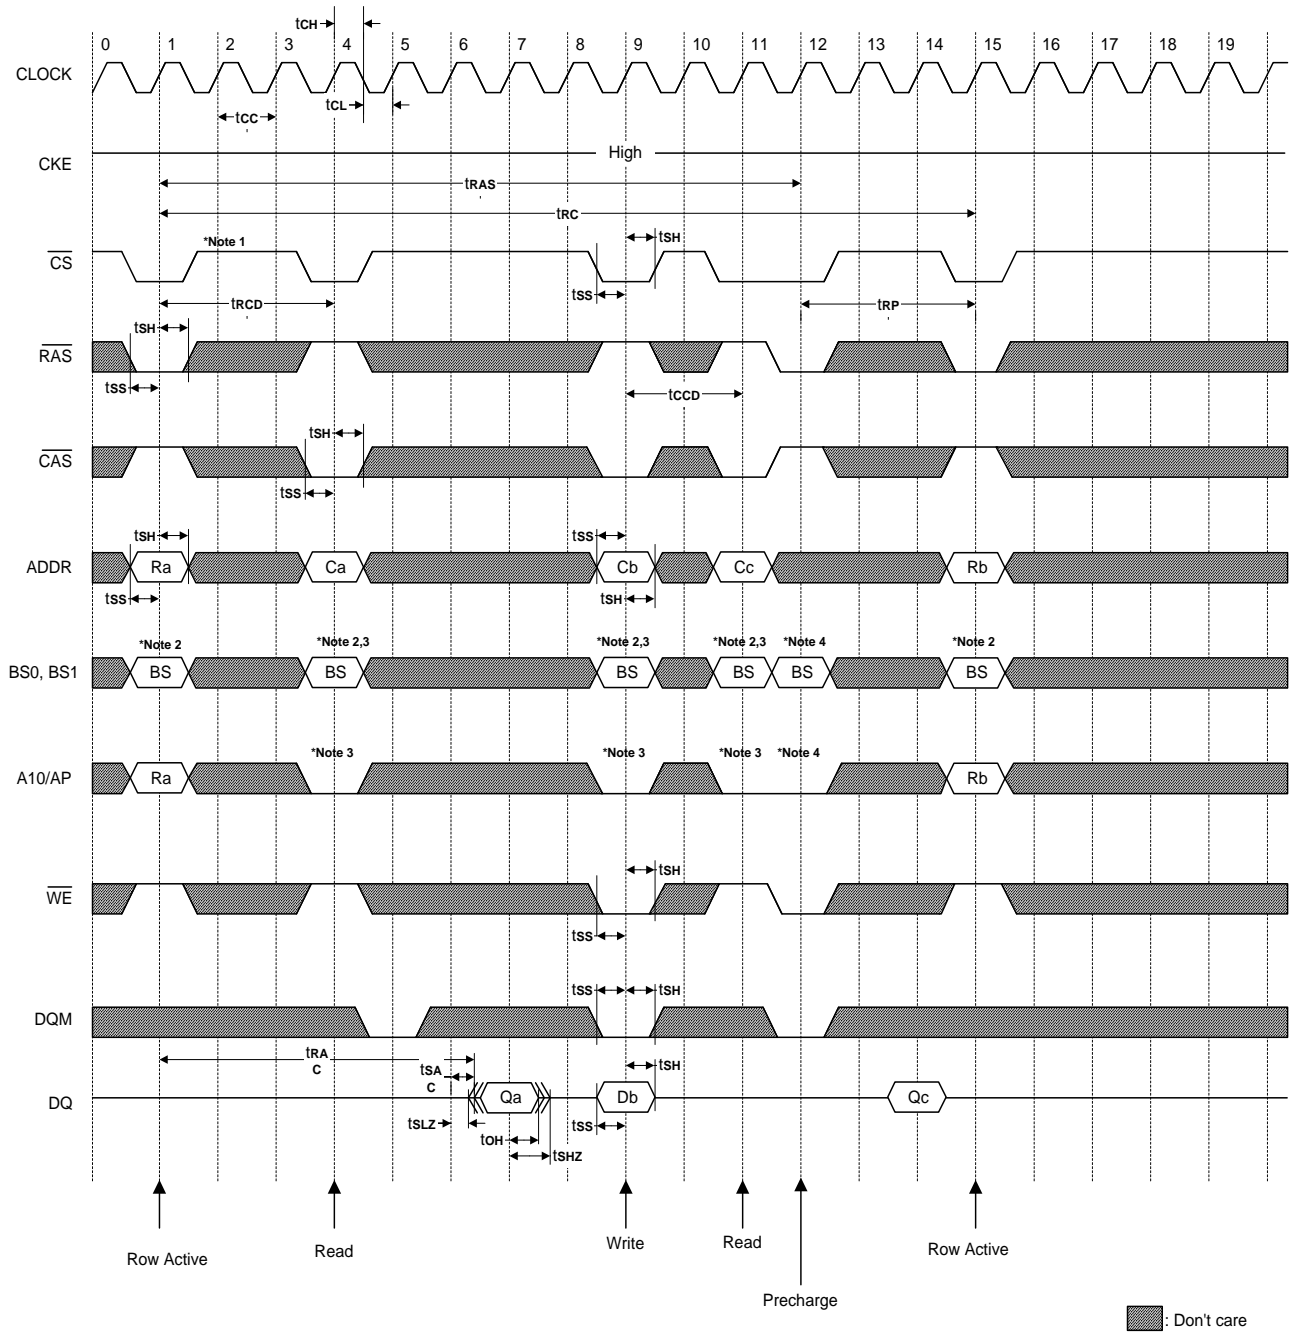 tCH
0 1 2 3 4 5 6 7 8 9 10 11 12 13 14 15 16 17 18 19
CLOCK
tCL
tCC
CKE
High
tRAS
tRC
*Note 1
tSH
CS
tSS
tRCD
tRP
tSH
RAS
tSS
tCCD
tSH
CAS
tSS
tSH
tSS
ADDR
Ra Ca Cb Cc Rb
tSS
tSH
*Note 2 *Note 2,3 *Note 2,3 *Note 2,3 *Note 4 *Note 2
BS0, BS1
BS BS BS BS BS BS
*Note 3 *Note 3 *Note 3 *Note 4
A10/AP
Ra Rb
tSH
WE
tSS
tSS tSH
DQM
tRA
C
tSA
C
tSH
DQ
Qa Db Qc
tSLZ
tOH
tSS
tSHZ
Row Active
Read
Write
Read
Row Active
Precharge
: Don't care